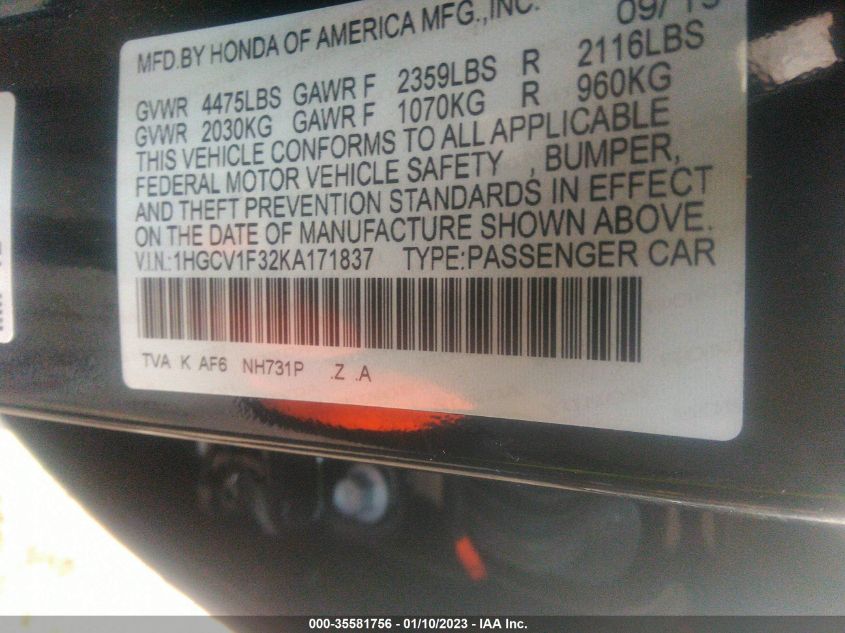 MFD.BY HONDA OF AMERICA MFG.,INC. 09/19
GVWR 4475LBS GAWR F 2359LBS R 2116LBS
GVWR 2030KG GAWR F 1070KG R 960KG
THIS VEHICLE CONFORMS TO ALL APPLICABLE
FEDERAL MOTOR VEHICLE SAFETY , BUMPER,
AND THEFT PREVENTION STANDARDS IN EFFECT
ON THE DATE OF MANUFACTURE SHOWN ABOVE.
V.I.N.:1HGCV1F32KA171837 TYPE:PASSENGER CAR
TVA K AF6 NH731P .Z .A
000-35581756 — 01/10/2023 — IAA Inc.